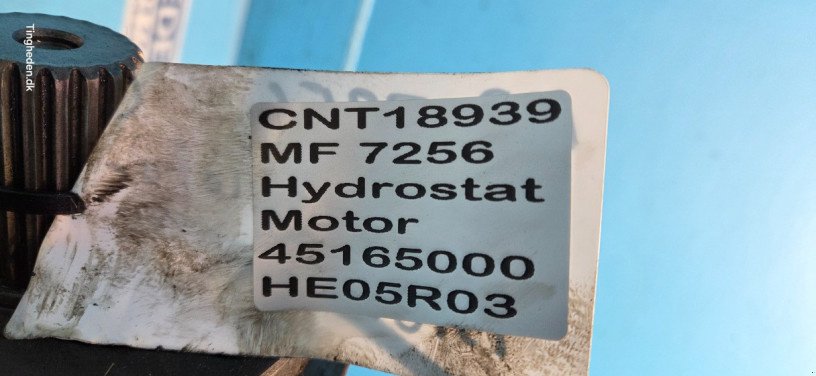 Tingheden.dk
CNT18939
MF 7256
Hydrostat
Motor
45165000
HE05R03